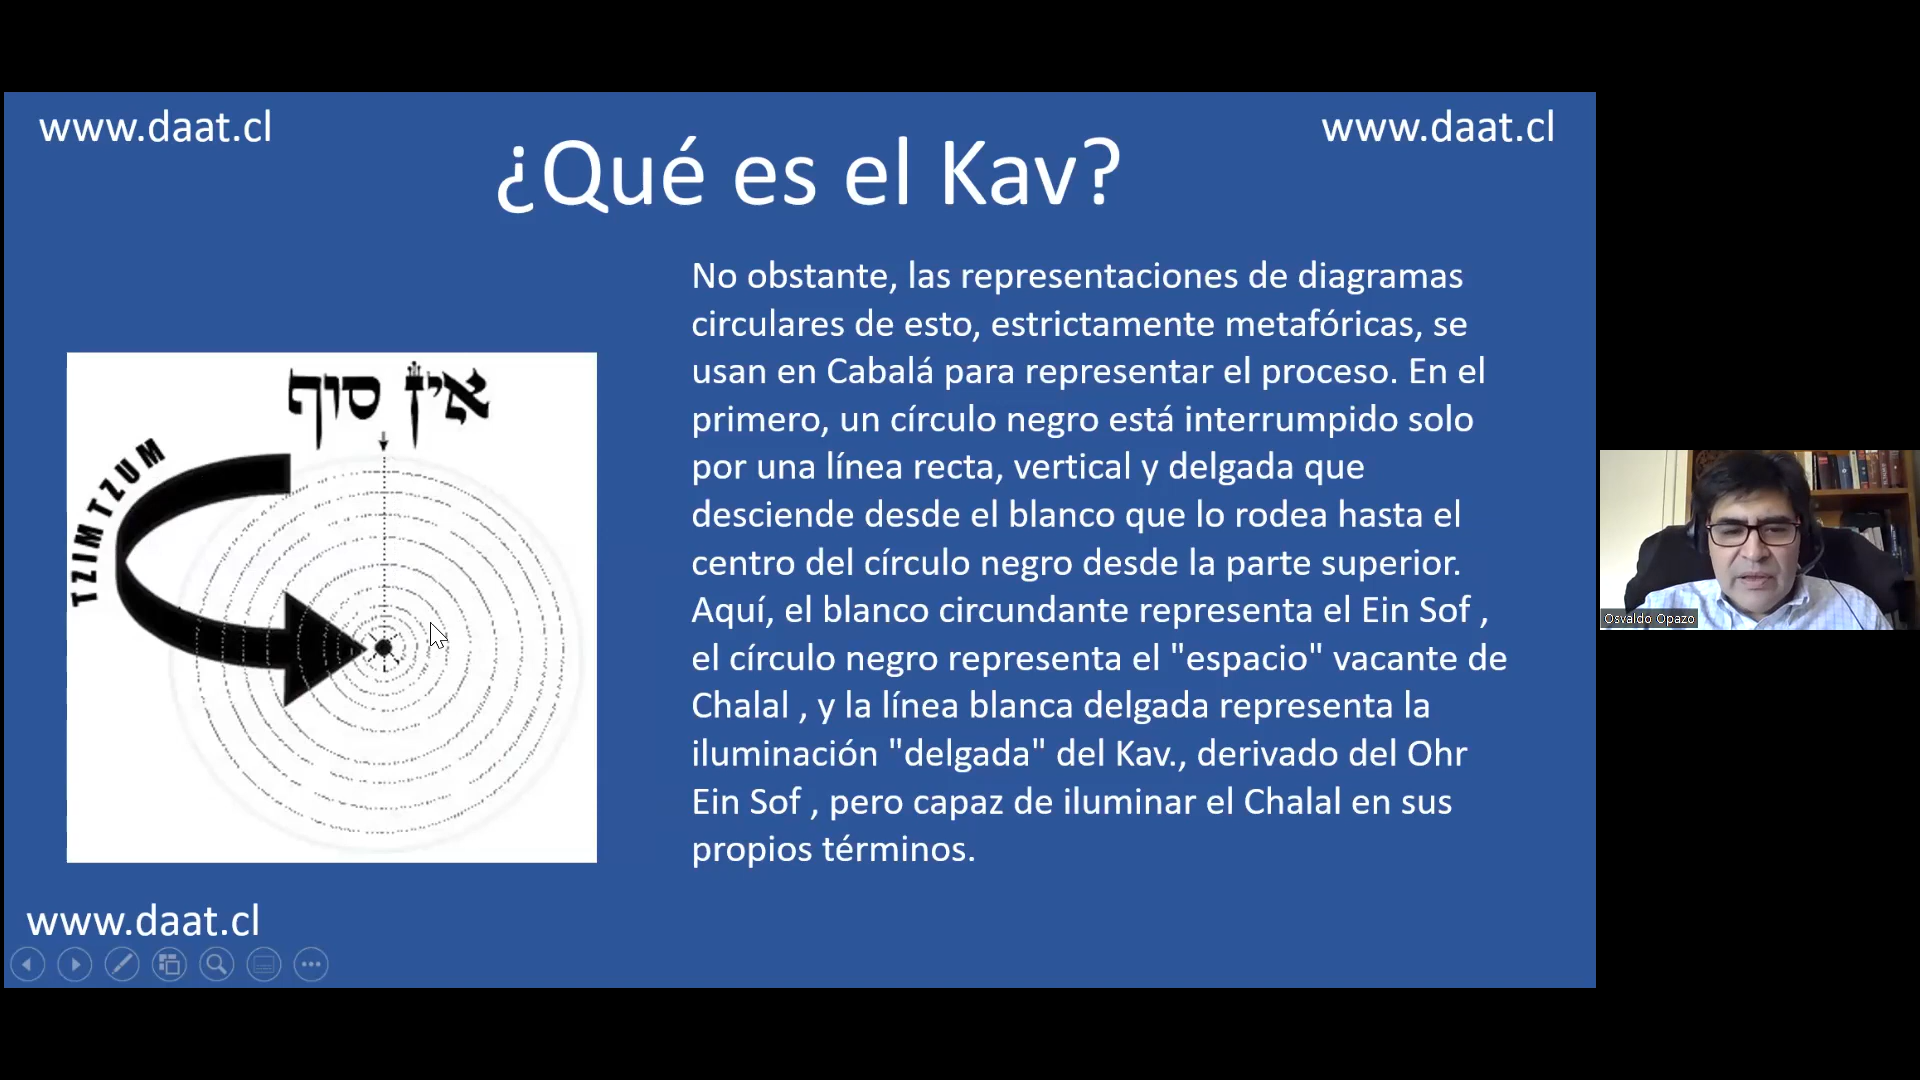 www.daat.cl
www.daat.cl
¿Qué es el Kav?
אין סוף
TZIMTZUM
No obstante, las representaciones de diagramas
circulares de esto, estrictamente metafóricas, se
usan en Cabalá para representar el proceso. En el
primero, un círculo negro está interrumpido solo
por una línea recta, vertical y delgada que
desciende desde el blanco que lo rodea hasta el
centro del círculo negro desde la parte superior.
Aquí, el blanco circundante representa el Ein Sof ,
el círculo negro representa el "espacio" vacante de
Chalal , y la línea blanca delgada representa la
iluminación "delgada" del Kav., derivado del Ohr
Ein Sof , pero capaz de iluminar el Chalal en sus
propios términos.
www.daat.cl
Osvaldo Opazo